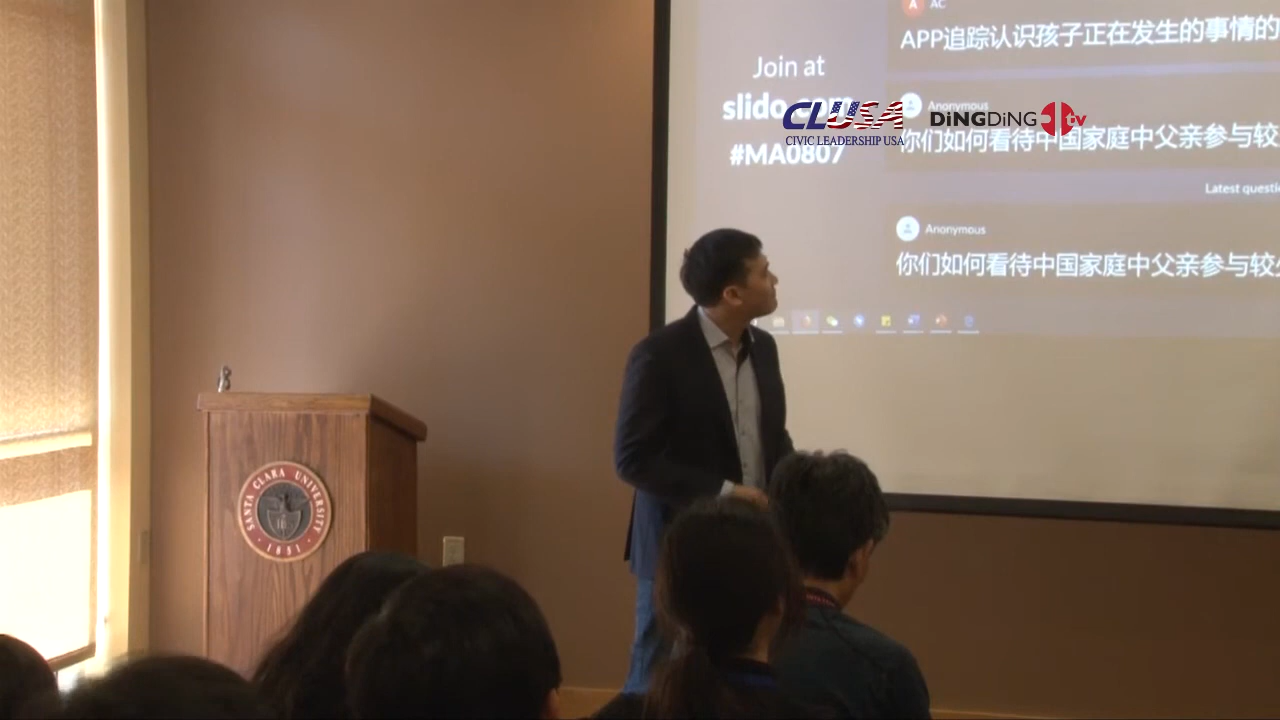 AC
APP追踪认识孩子正在发生的事情的
Join at
slido.com
#MA0807
CLUSA
CIVIC LEADERSHIP USA
DiNGDiNG tv
Anonymous
你们如何看待中国家庭中父亲参与较
Latest questi
Anonymous
你们如何看待中国家庭中父亲参与较少
SANTA CLARA UNIVERSITY
1851